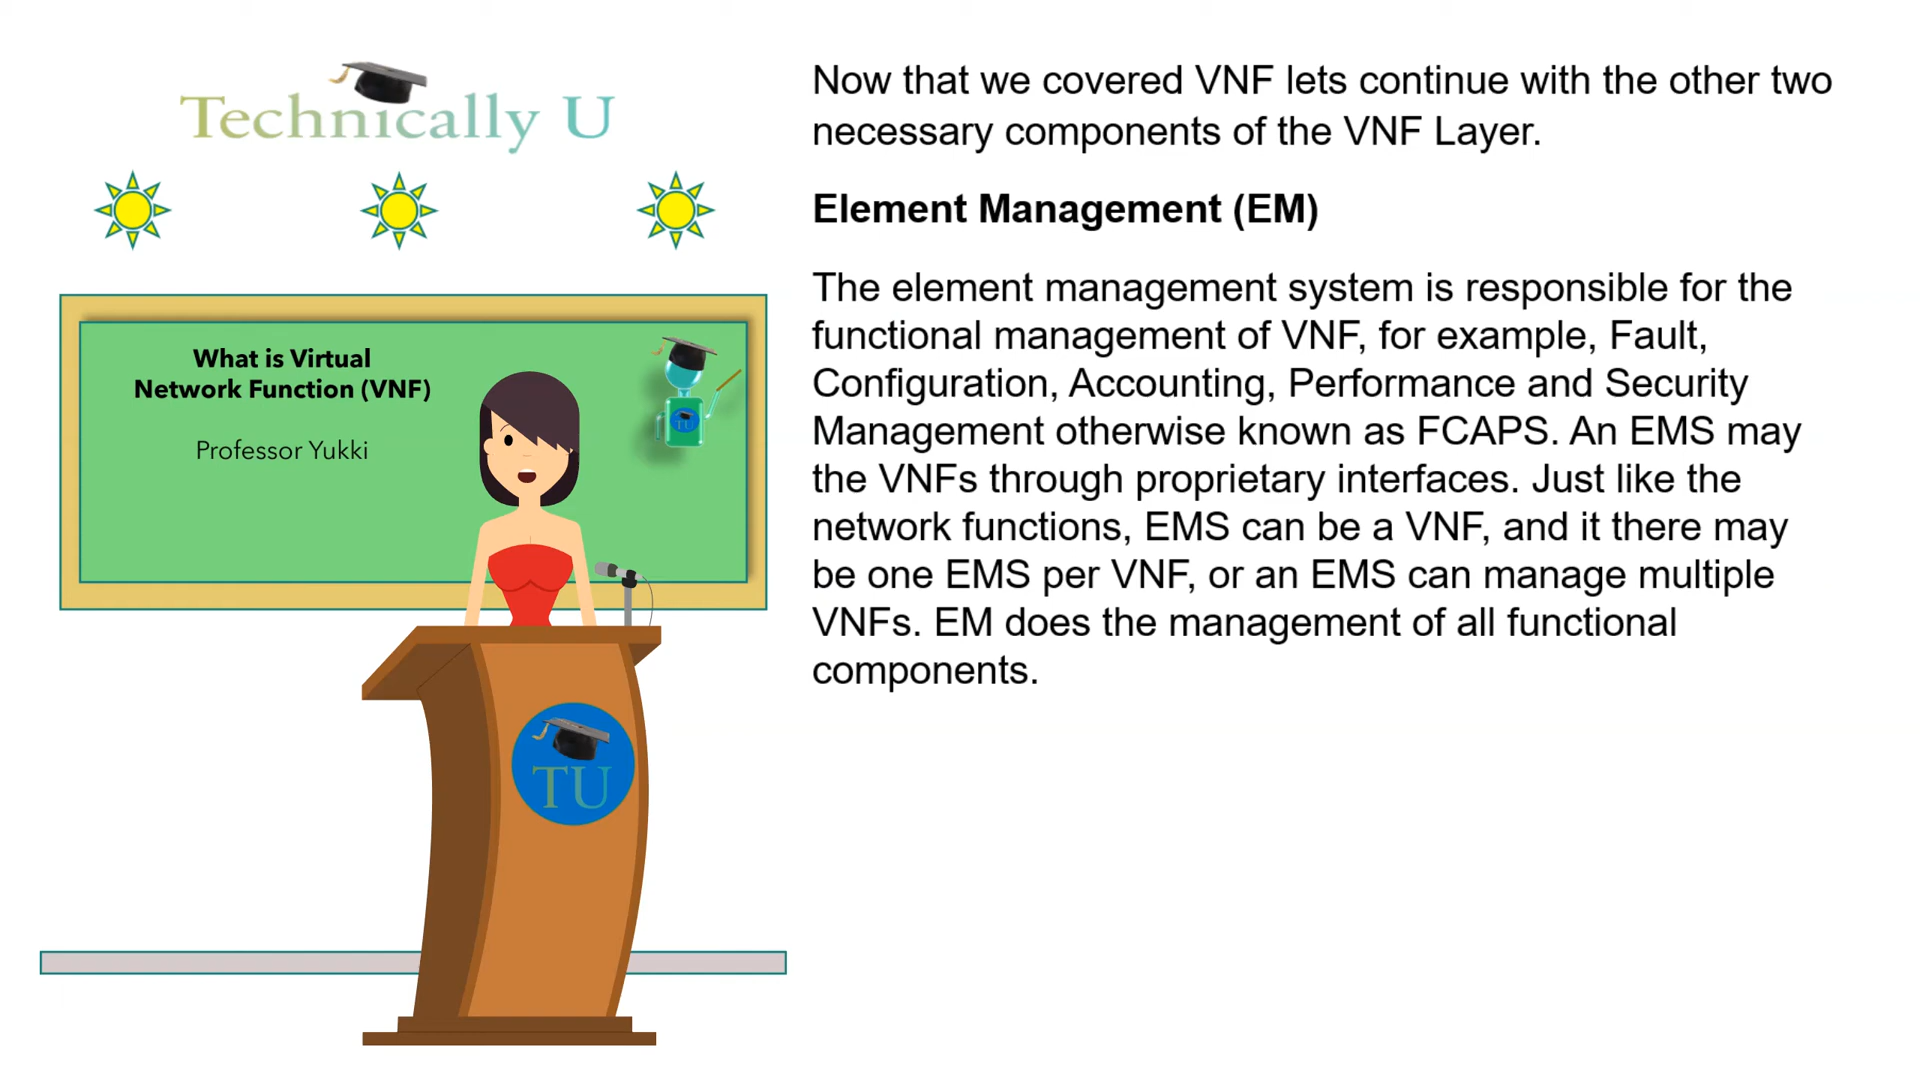 Technically U
What is Virtual
Network Function (VNF)
Professor Yukki
TU
TU
Now that we covered VNF lets continue with the other two
necessary components of the VNF Layer.
Element Management (EM)
The element management system is responsible for the
functional management of VNF, for example, Fault,
Configuration, Accounting, Performance and Security
Management otherwise known as FCAPS. An EMS may
the VNFs through proprietary interfaces. Just like the
network functions, EMS can be a VNF, and it there may
be one EMS per VNF, or an EMS can manage multiple
VNFs. EM does the management of all functional
components.